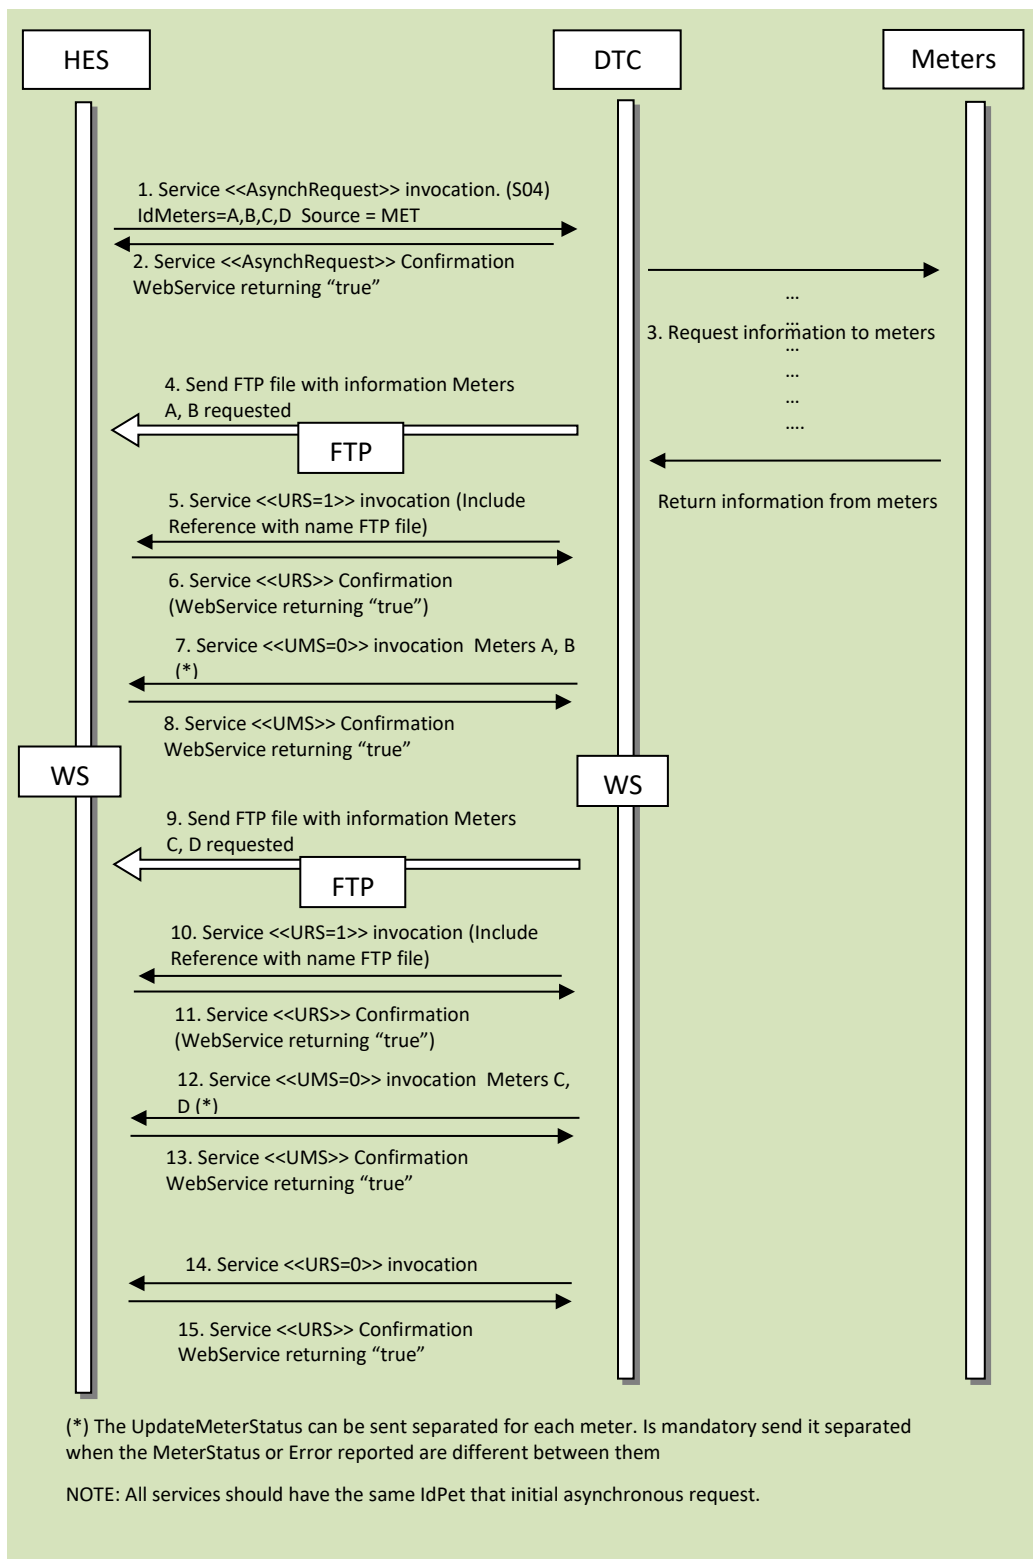 HES
DTC
Meters
1. Service <<AsynchRequest>> invocation. (S04)
IdMeters=A,B,C,D  Source = MET
2. Service <<AsynchRequest>> Confirmation
WebService returning “true”
…
…
3. Request information to meters
…
…
…
….
4. Send FTP file with information Meters
A, B requested
FTP
Return information from meters
5. Service <<URS=1>> invocation (Include
Reference with name FTP file)
6. Service <<URS>> Confirmation
(WebService returning “true”)
7. Service <<UMS=0>> invocation  Meters A, B
(*)
8. Service <<UMS>> Confirmation
WebService returning “true”
WS
WS
9. Send FTP file with information Meters
C, D requested
FTP
10. Service <<URS=1>> invocation (Include
Reference with name FTP file)
11. Service <<URS>> Confirmation
(WebService returning “true”)
12. Service <<UMS=0>> invocation  Meters C,
D (*)
13. Service <<UMS>> Confirmation
WebService returning “true”
14. Service <<URS=0>> invocation
15. Service <<URS>> Confirmation
WebService returning “true”
(*) The UpdateMeterStatus can be sent separated for each meter. Is mandatory send it separated
when the MeterStatus or Error reported are different between them
NOTE: All services should have the same IdPet that initial asynchronous request.